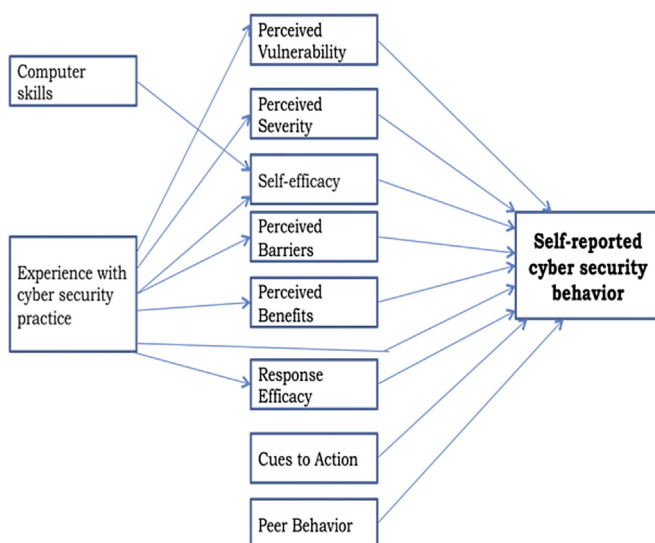 Perceived
Vulnerability
Computer
skills
Perceived
Severity
Self-efficacy
Perceived
Barriers
Experience with
cyber security
practice
Perceived
Benefits
Self-reported
cyber security
behavior
Response
Efficacy
Cues to Action
Peer Behavior